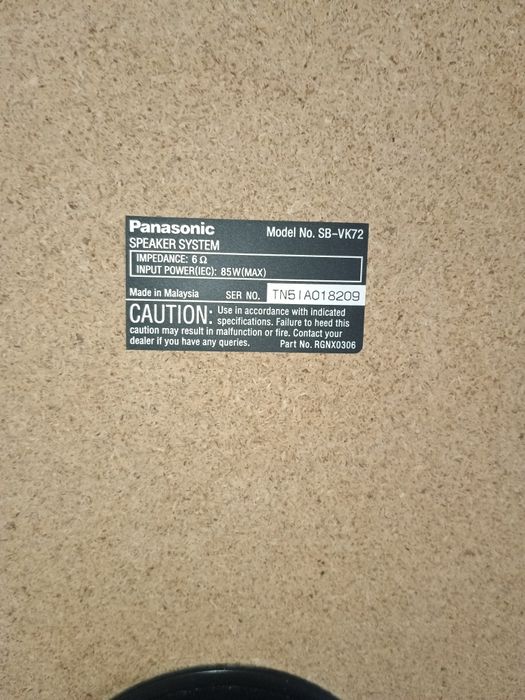 Panasonic Model No. SB-VK72
SPEAKER SYSTEM
IMPEDANCE: 6 Ω
INPUT POWER(IEC): 85W(MAX)
Made in Malaysia SER NO. TN51A018209
CAUTION: Use in accordance with indicated
specifications. Failure to heed this
caution may result in malfunction or fire. Contact your
dealer if you have any queries. Part No. RGNX0306